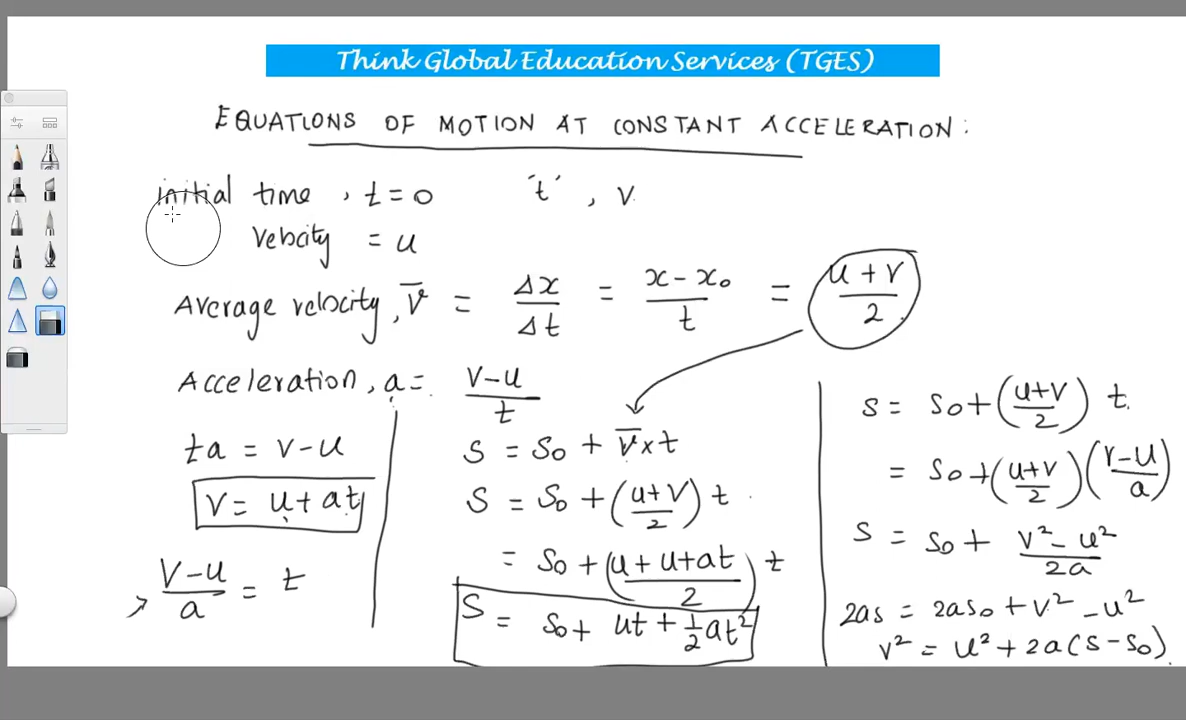 Think Global Education Services (TGES)
EQUATIONS OF MOTION AT CONSTANT ACCELERATION:
initial time, t = 0 't', v.
Velocity = u
Average velocity, v̅ = Δx/Δt = (x - x₀)/t = (u + v)/2
Acceleration, a = (v - u)/t
ta = v - u
v = u + at
(v - u)/a = t
S = S₀ + v̅ × t
S = S₀ + ((u + v)/2) t
= S₀ + ((u + u + at)/2) t
S = S₀ + ut + ½at²
S = S₀ + ((u + v)/2) t.
= S₀ + ((u + v)/2)((v - u)/a)
S = S₀ + (v² - u²)/2a
2as = 2as₀ + v² - u²
v² = u² + 2a(s - s₀).